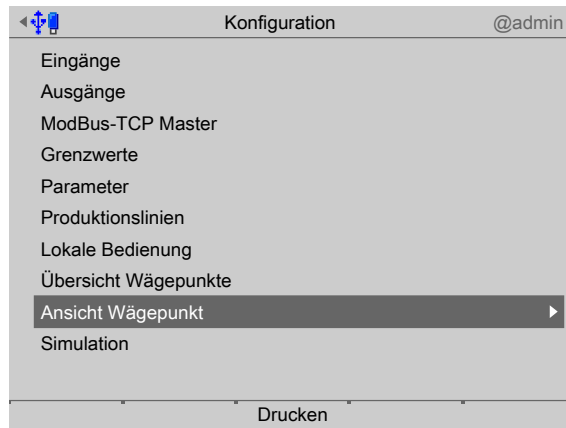 Konfiguration @admin
Eingänge
Ausgänge
ModBus-TCP Master
Grenzwerte
Parameter
Produktionslinien
Lokale Bedienung
Übersicht Wägepunkte
Ansicht Wägepunkt
Simulation
Drucken